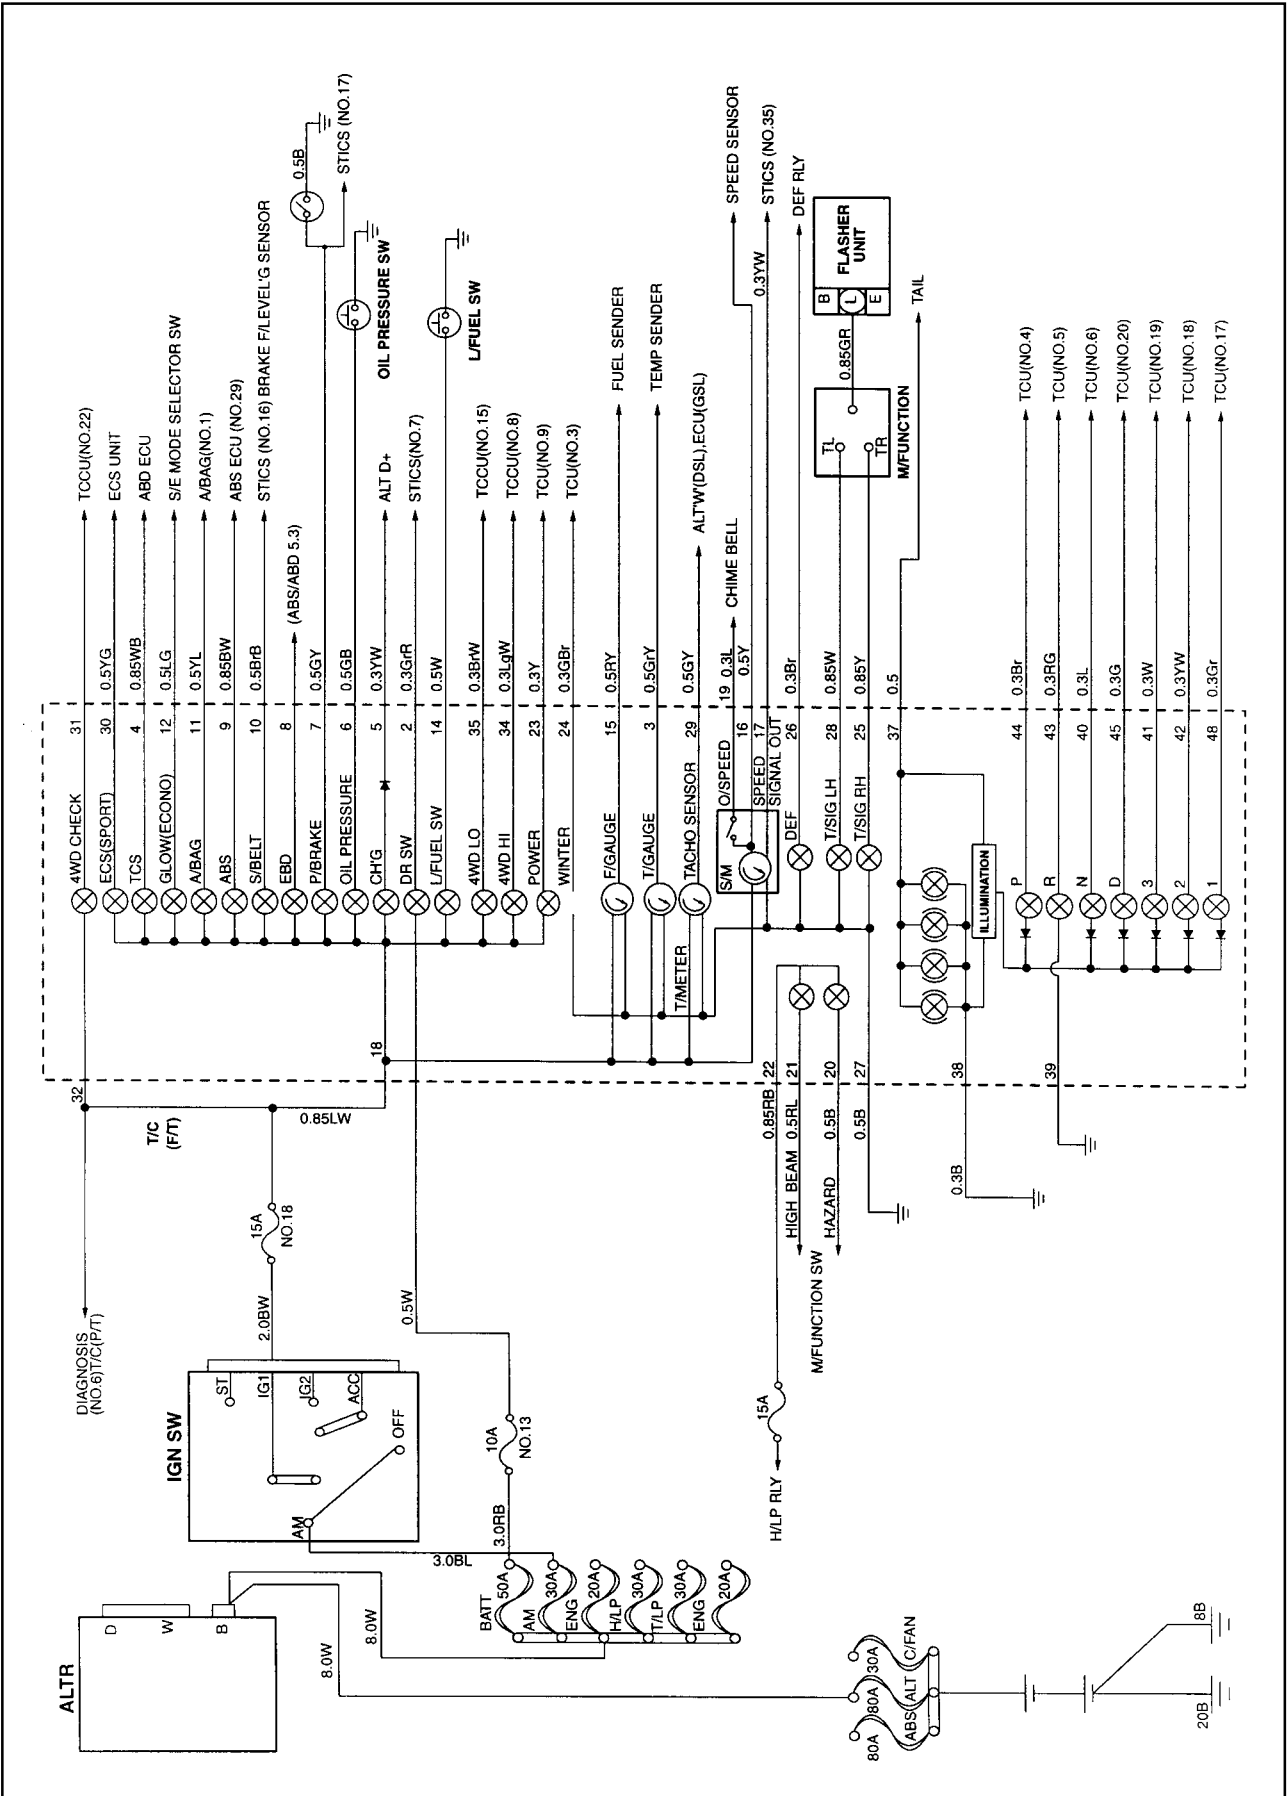 4WD CHECK 31 TCCU(NO.22)
ECS(SPORT) 30 0.5YG ECS UNIT
TCS 4 0.85WB ABD ECU
GLOW(ECONO) 12 0.5LG S/E MODE SELECTOR SW
A/BAG 11 0.5YL A/BAG(NO.1)
ABS 9 0.85BW ABS ECU (NO.29)
S/BELT 10 0.5BrB STICS (NO.16) BRAKE F/LEVEL'G SENSOR
EBD 8 (ABS/ABD 5.3)
P/BRAKE 7 0.5GY
0.5B
STICS (NO.17)
OIL PRESSURE 6 0.5GB
OIL PRESSURE SW
CH'G 5 0.3YW ALT D+
DR SW 2 0.3GrR STICS(NO.7)
L/FUEL SW 14 0.5W
L/FUEL SW
4WD LO 35 0.3BrW TCCU(NO.15)
4WD HI 34 0.3LgW TCCU(NO.8)
POWER 23 0.3Y TCU(NO.9)
WINTER 24 0.3GBr TCU(NO.3)
F/GAUGE 15 0.5RY FUEL SENDER
T/GAUGE 3 0.5GrY TEMP SENDER
T/METER
TACHO SENSOR 29 0.5GY ALT'W'(DSL),ECU(GSL)
S/M
O/SPEED 19 0.3L CHIME BELL
16 0.5Y SPEED SENSOR
SPEED
SIGNAL OUT
17 0.3YW STICS (NO.35)
DEF 26 0.3Br DEF RLY
T/SIG LH 28 0.85W
T/SIG RH 25 0.85Y
TL
TR
M/FUNCTION
0.85GR
B
L
E
FLASHER
UNIT
37 0.5 TAIL
ILLUMINATION
P 44 0.3Br TCU(NO.4)
R 43 0.3RG TCU(NO.5)
N 40 0.3L TCU(NO.6)
D 45 0.3G TCU(NO.20)
3 41 0.3W TCU(NO.19)
2 42 0.3YW TCU(NO.18)
1 48 0.3Gr TCU(NO.17)
32
18
T/C
(F/T)
0.85LW
DIAGNOSIS
(NO.6)T/C(P/T)
15A
NO.18
2.0BW
0.5W
22 0.85RB
21 0.5RL HIGH BEAM
20 0.5B HAZARD
27 0.5B
M/FUNCTION SW
38
0.3B
39
15A
H/LP RLY
IGN SW
ST
IG1
IG2
ACC
OFF
AM
3.0BL
10A
NO.13
3.0RB
ALTR
D
W
B
8.0W
8.0W
BATT 50A
AM 30A
ENG 20A
H/LP 30A
T/LP 30A
ENG 20A
80A ABS
80A ALT
30A C/FAN
20B
8B